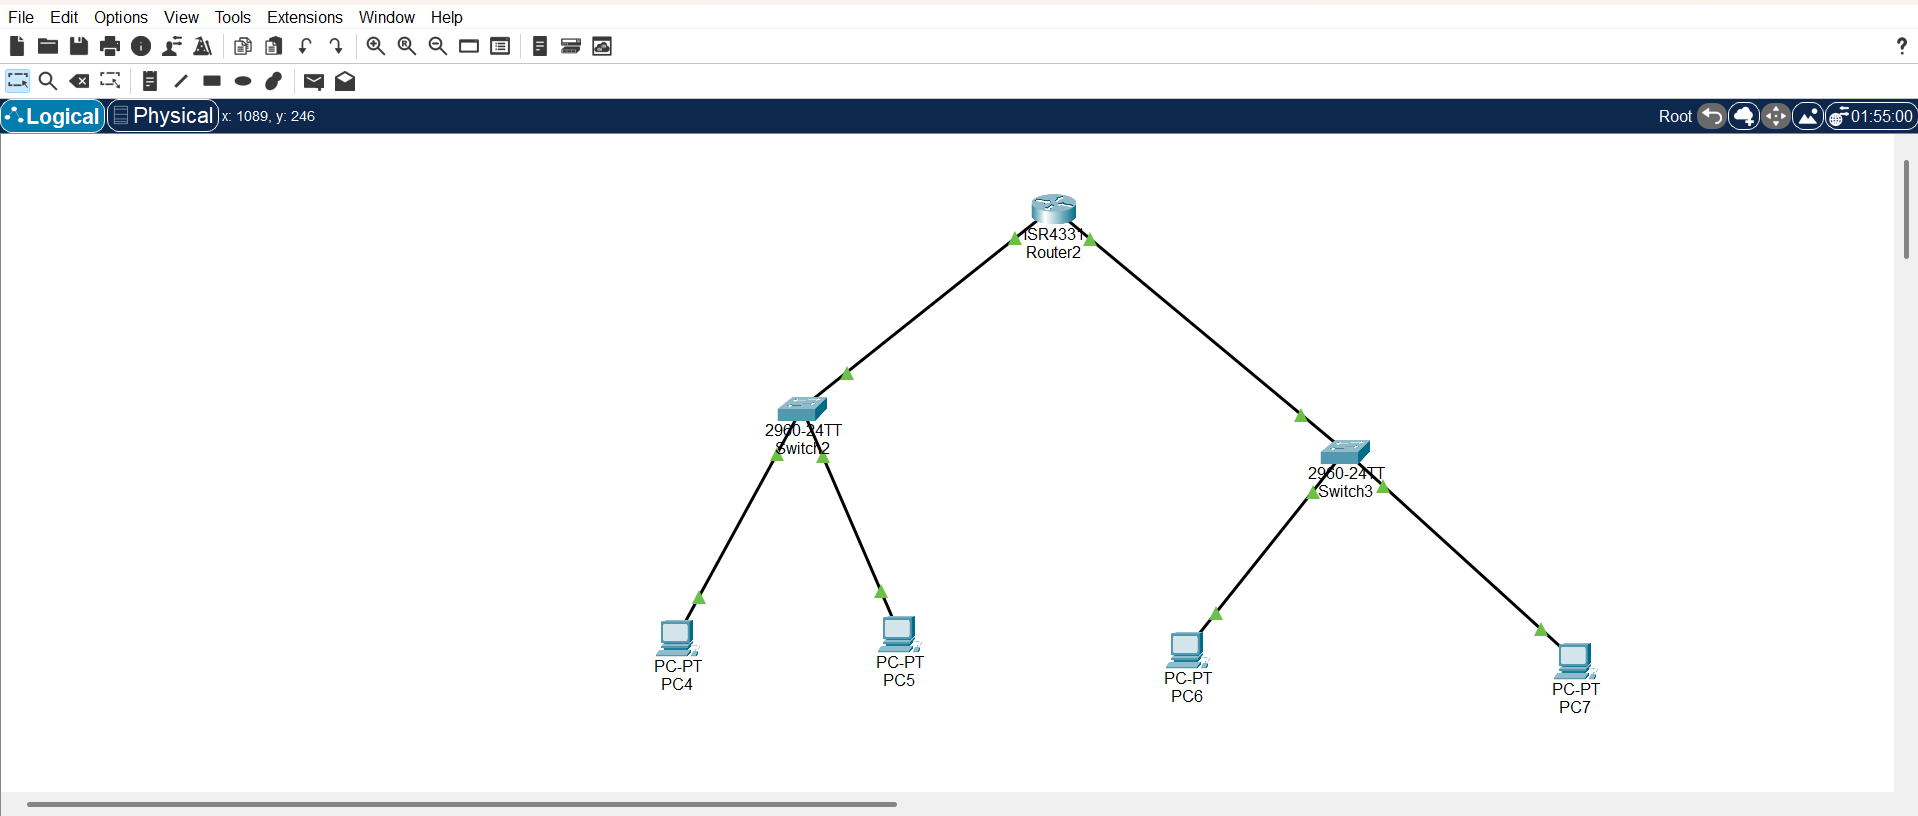 File Edit Options View Tools Extensions Window Help
?
Logical Physical x: 1089, y: 246 Root 01:55:00
ISR4331
Router2
2960-24TT
Switch2
2960-24TT
Switch3
PC-PT
PC4
PC-PT
PC5
PC-PT
PC6
PC-PT
PC7